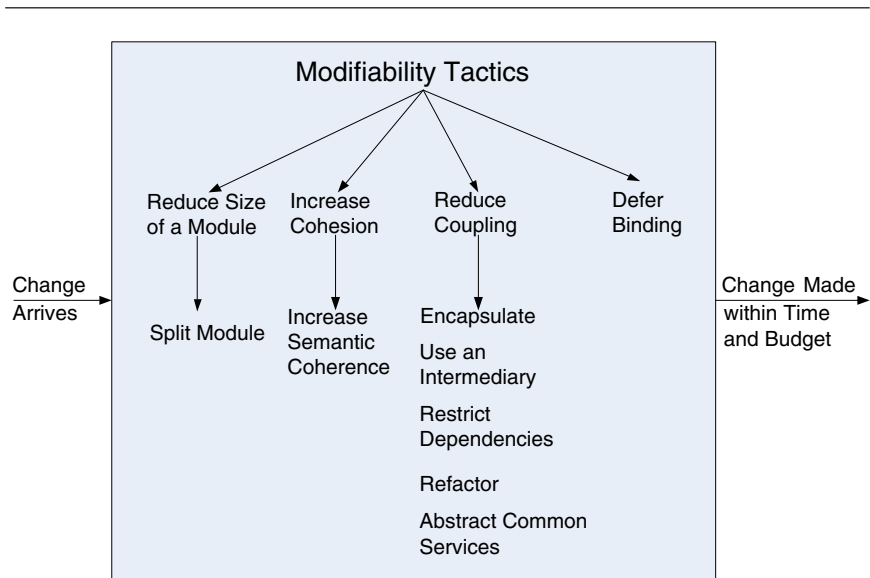 Modifiability Tactics
Reduce Size
of a Module
Increase
Cohesion
Reduce
Coupling
Defer
Binding
Change
Arrives
Split Module
Increase
Semantic
Coherence
Encapsulate
Use an
Intermediary
Restrict
Dependencies
Refactor
Abstract Common
Services
Change Made
within Time
and Budget